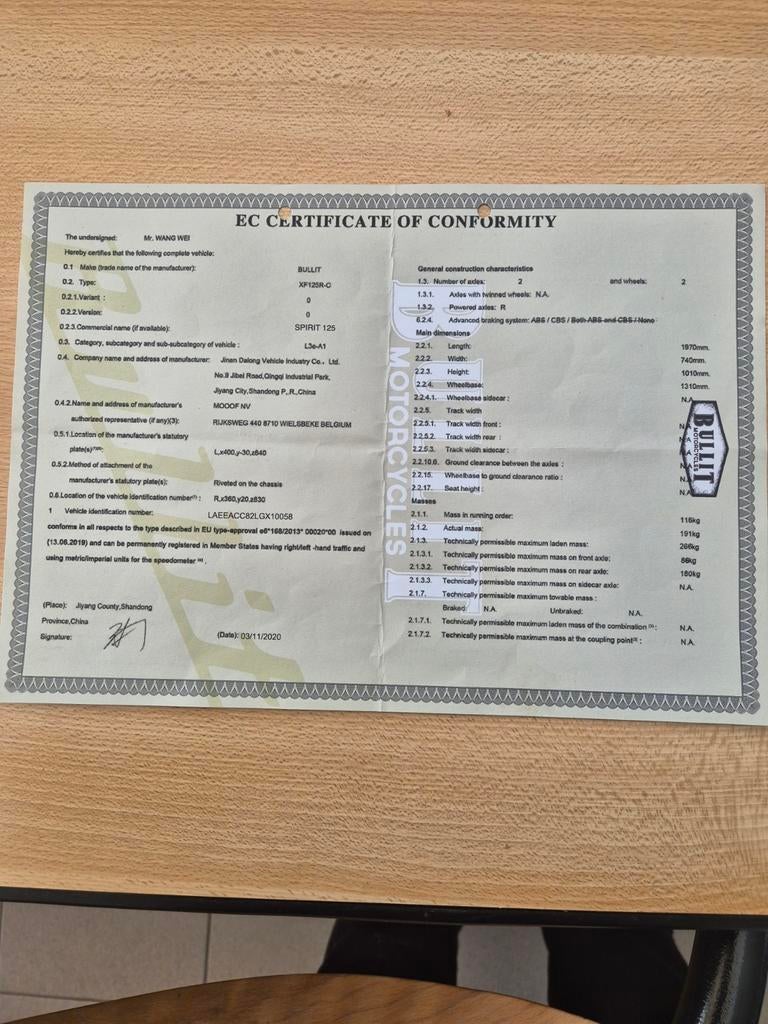 EC CERTIFICATE OF CONFORMITY
The undersigned: Mr. WANG WEI
Hereby certifies that the following complete vehicle:
0.1 Make (trade name of the manufacturer): BULLIT
0.2. Type: XF125R-C
0.2.1.Variant : 0
0.2.2.Version: 0
0.2.3.Commercial name (if available): SPIRIT 125
0.3. Category, subcategory and sub-subcategory of vehicle : L3e-A1
0.4. Company name and address of manufacturer: Jinan Dalong Vehicle Industry Co., Ltd.
No.9 Jibei Road,Qingqi Industrial Park,
Jiyang City,Shandong P,.R.,China
0.4.2.Name and address of manufacturer's MOOOF NV
authorized representative (if any)(3): RIJKSWEG 440 8710 WIELSBEKE BELGIUM
0.5.1.Location of the manufacturer's statutory
plate(s): L,x400,y-30,z840
0.5.2.Method of attachment of the
manufacturer's statutory plate(s): Riveted on the chassis
0.6.Location of the vehicle identification number: R,x360,y20,z830
1 Vehicle identification number: LAEEACC82LGX10058
conforms in all respects to the type described in EU type-approval e6*168/2013* 00020*00 issued on
(13.06.2019) and can be permanently registered in Member States having right/left -hand traffic and
using metric/imperial units for the speedometer .
(Place): Jiyang County,Shandong
Province,China
Signature: (Date): 03/11/2020
General construction characteristics
1.3. Number of axles: 2 and wheels: 2
1.3.1. Axles with twinned wheels: N.A.
1.3.2. Powered axles: R
6.2.4. Advanced braking system: ABS / CBS / Both ABS and CBS / None
Main dimensions
2.2.1. Length: 1970mm.
2.2.2. Width: 740mm.
2.2.3. Height: 1010mm.
2.2.4. Wheelbase: 1310mm.
2.2.4.1. Wheelbase sidecar : N.A
2.2.5. Track width
2.2.5.1. Track width front :
2.2.5.2. Track width rear :
2.2.5.3. Track width sidecar :
2.2.10.6. Ground clearance between the axles :
2.2.15. Wheelbase to ground clearance ratio :
2.2.17. Seat height :
Masses
2.1.1. Mass in running order: 116kg
2.1.2. Actual mass: 191kg
2.1.3. Technically permissible maximum laden mass: 266kg
2.1.3.1. Technically permissible maximum mass on front axle: 86kg
2.1.3.2. Technically permissible maximum mass on rear axle: 180kg
2.1.3.3. Technically permissible maximum mass on sidecar axle: N.A.
2.1.7. Technically permissible maximum towable mass :
Braked: N.A. Unbraked: N.A.
2.1.7.1. Technically permissible maximum laden mass of the combination : N.A.
2.1.7.2. Technically permissible maximum mass at the coupling point : N.A.
MOTORCYCLES
BULLIT
MOTORCYCLES
Bullit